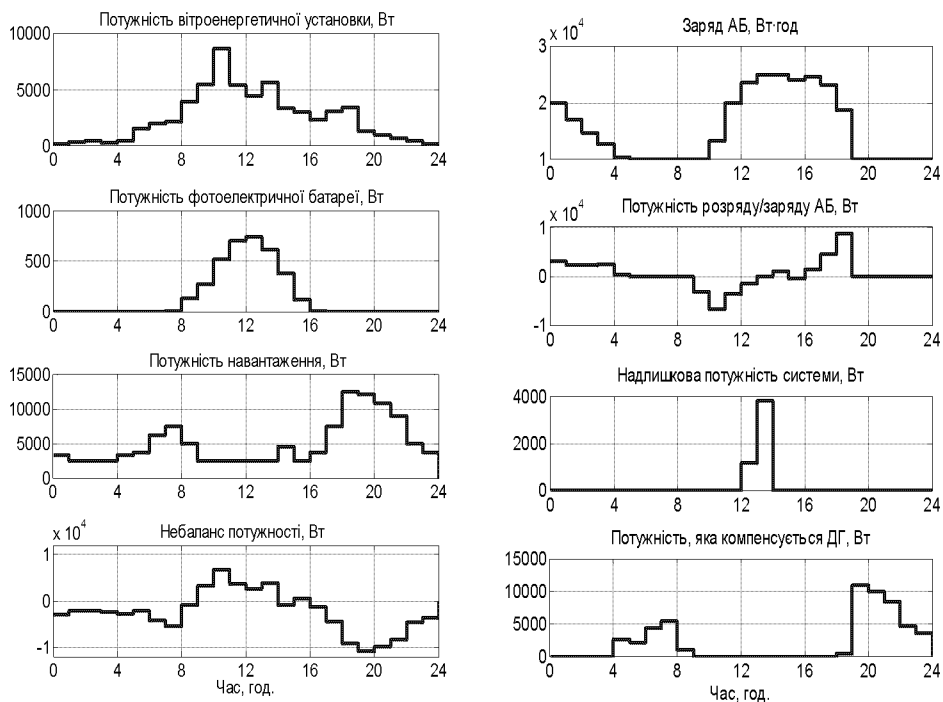 Потужність вітроенергетичної установки, Вт
10000
5000
0
0 4 8 12 16 20 24
Потужність фотоелектричної батареї, Вт
1000
500
0
0 4 8 12 16 20 24
Потужність навантаження, Вт
15000
10000
5000
0
0 4 8 12 16 20 24
Небаланс потужності, Вт
x 10⁴
1
0
-1
0 4 8 12 16 20 24
Час, год.
Заряд АБ, Вт·год
x 10⁴
3
2
1
0 4 8 12 16 20 24
Потужність розряду/заряду АБ, Вт
x 10⁴
1
0
-1
0 4 8 12 16 20 24
Надлишкова потужність системи, Вт
4000
2000
0
0 4 8 12 16 20 24
Потужність, яка компенсується ДГ, Вт
15000
10000
5000
0
0 4 8 12 16 20 24
Час, год.